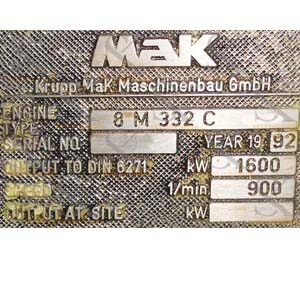 MaK
Krupp MaK Maschinenbau GmbH
ENGINE TYPE 8 M 332 C
SERIAL NO. YEAR 19 92
OUTPUT TO DIN 6271 kW 1600
SPEED 1/min 900
OUTPUT AT SITE kW